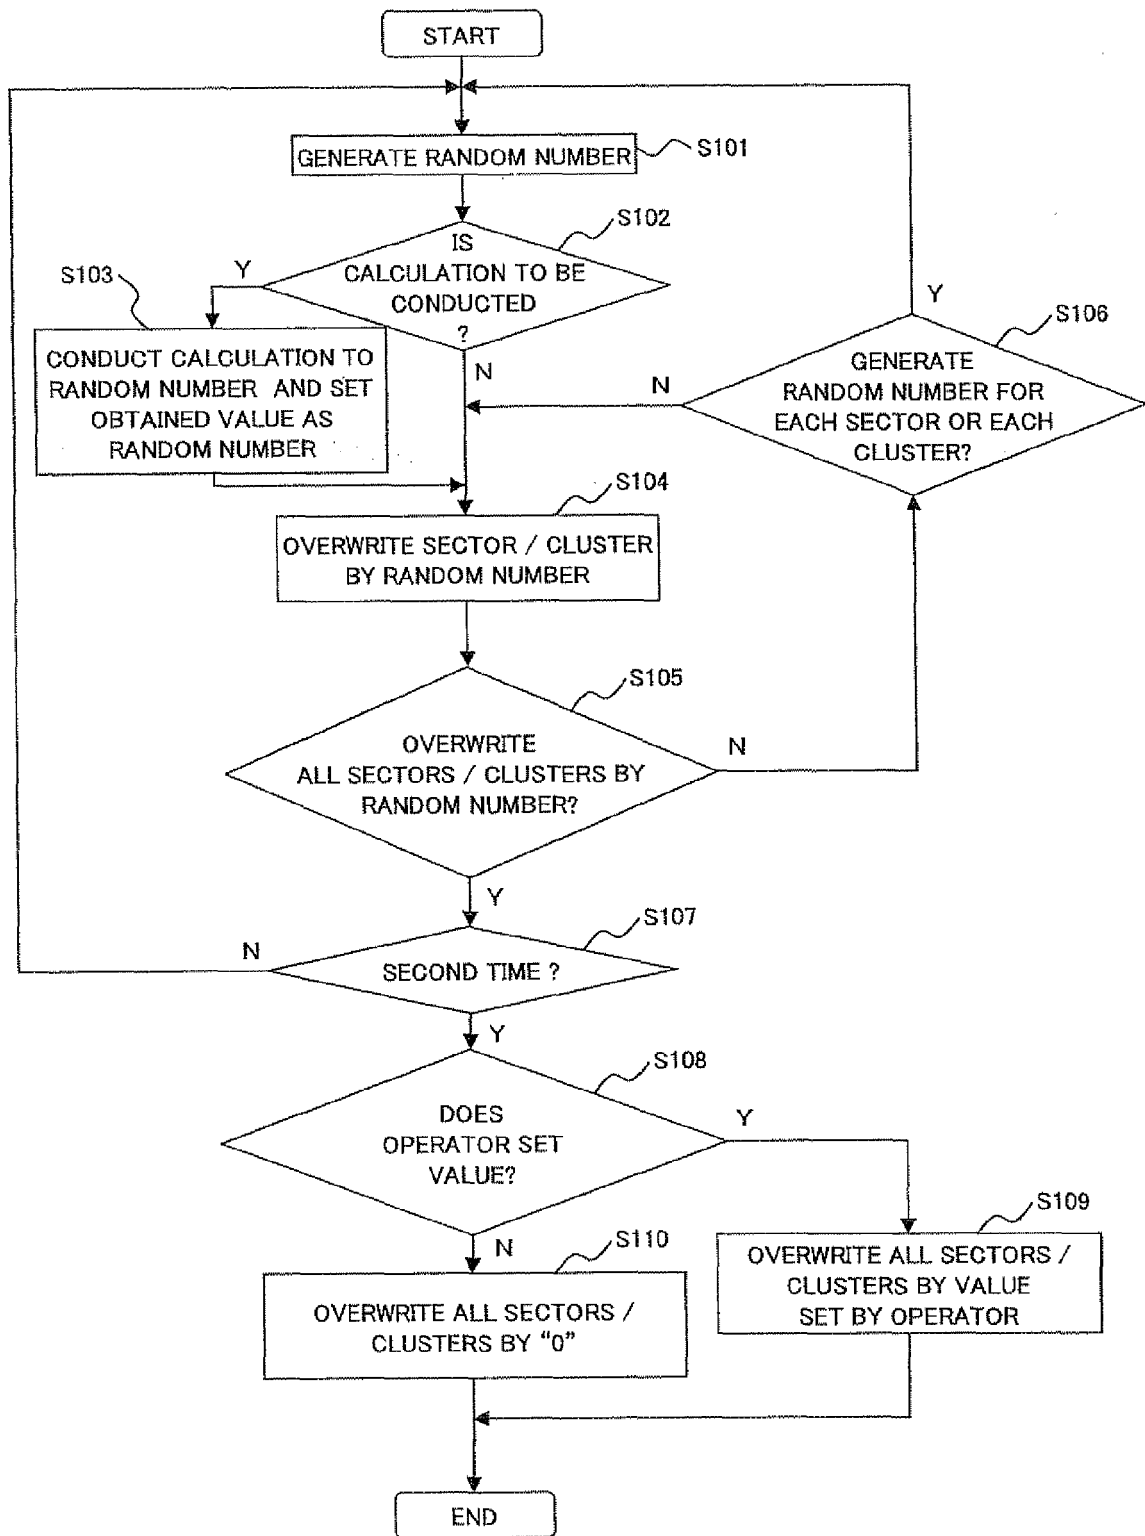 START
GENERATE RANDOM NUMBER
S101
S102
IS
CALCULATION TO BE
CONDUCTED
?
Y
N
S103
CONDUCT CALCULATION TO
RANDOM NUMBER AND SET
OBTAINED VALUE AS
RANDOM NUMBER
Y
S106
GENERATE
RANDOM NUMBER FOR
EACH SECTOR OR EACH
CLUSTER?
N
S104
OVERWRITE SECTOR / CLUSTER
BY RANDOM NUMBER
S105
OVERWRITE
ALL SECTORS / CLUSTERS BY
RANDOM NUMBER?
N
Y
S107
SECOND TIME ?
N
Y
S108
DOES
OPERATOR SET
VALUE?
Y
N
S109
OVERWRITE ALL SECTORS /
CLUSTERS BY VALUE
SET BY OPERATOR
S110
OVERWRITE ALL SECTORS /
CLUSTERS BY “0”
END